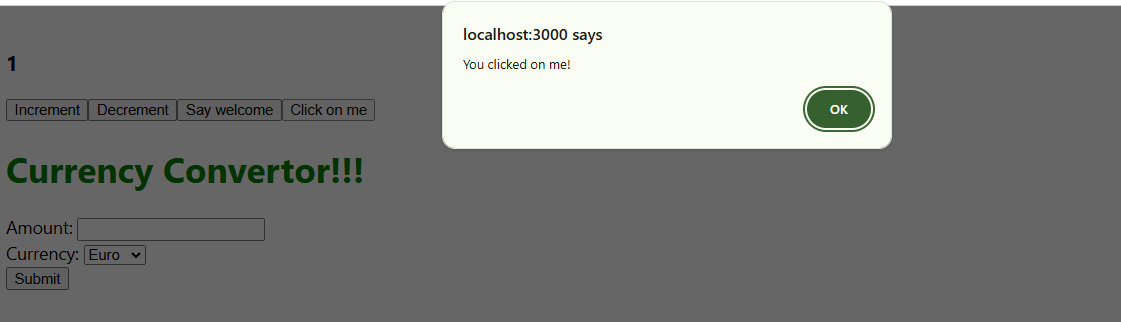 localhost:3000 says
You clicked on me!
OK
1
Increment Decrement Say welcome Click on me
Currency Convertor!!!
Amount:
Currency: Euro
Submit